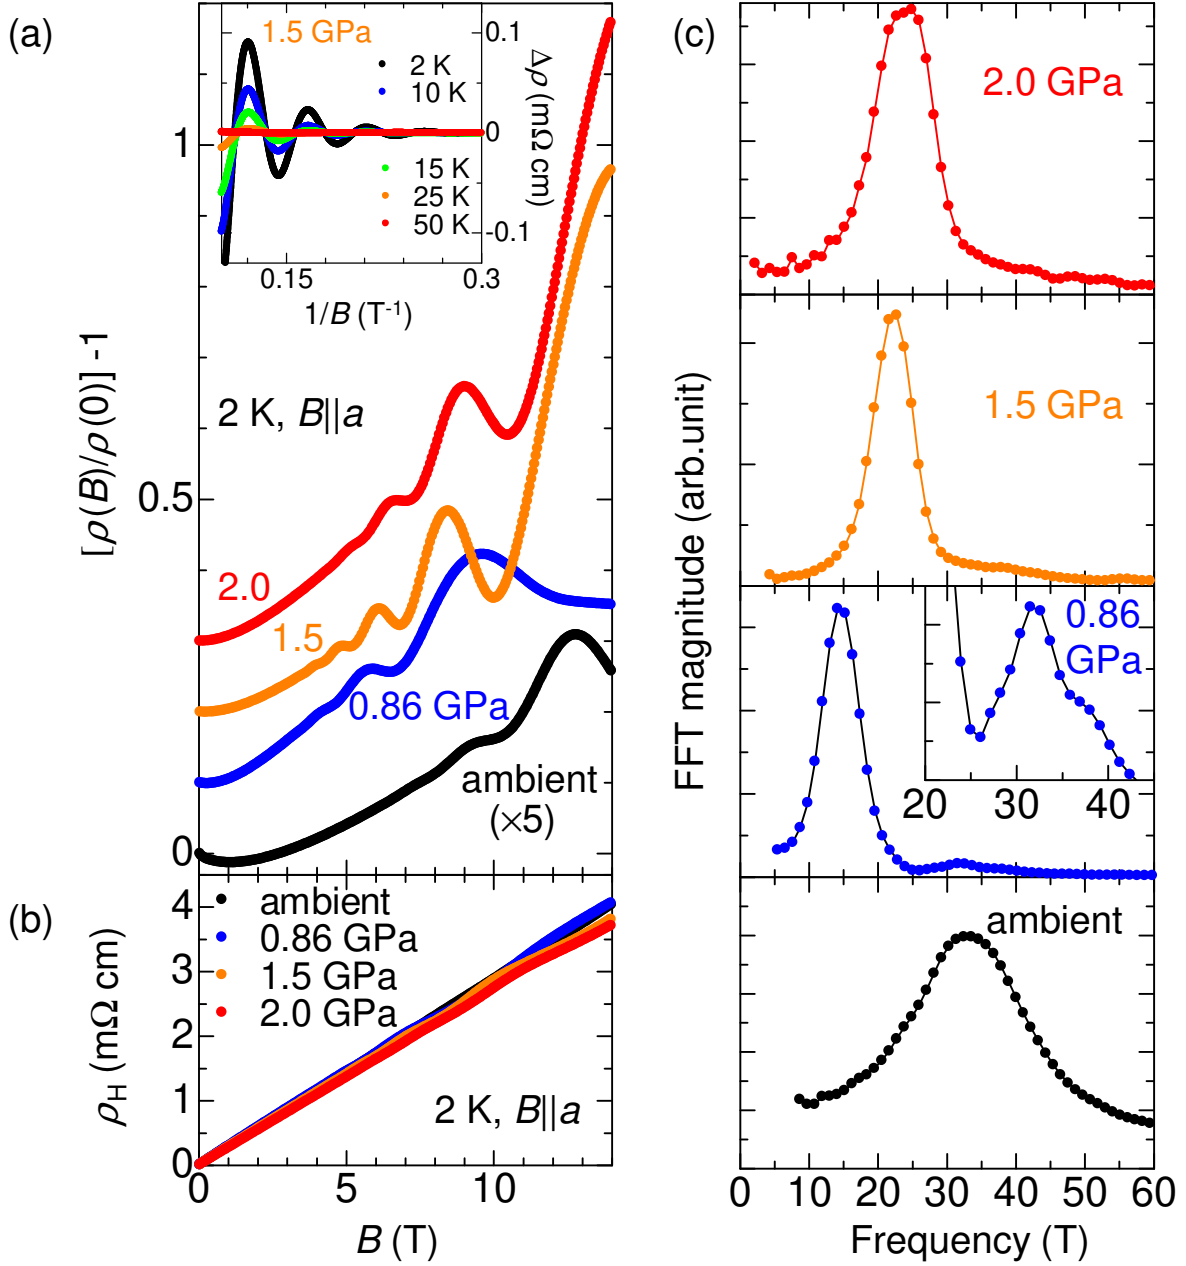 (a)
1.5 GPa
2 K
10 K
15 K
25 K
50 K
0.1
0
-0.1
Δρ (mΩ cm)
0.15
0.3
1/B (T⁻¹)
1
0.5
0
[ρ(B)/ρ(0)] -1
2 K, B||a
2.0
1.5
0.86 GPa
ambient
(×5)
(b)
ambient
0.86 GPa
1.5 GPa
2.0 GPa
4
3
2
1
0
ρH (mΩ cm)
2 K, B||a
0
5
10
B (T)
(c)
2.0 GPa
1.5 GPa
0.86
GPa
20
30
40
ambient
FFT magnitude (arb.unit)
0
10
20
30
40
50
60
Frequency (T)